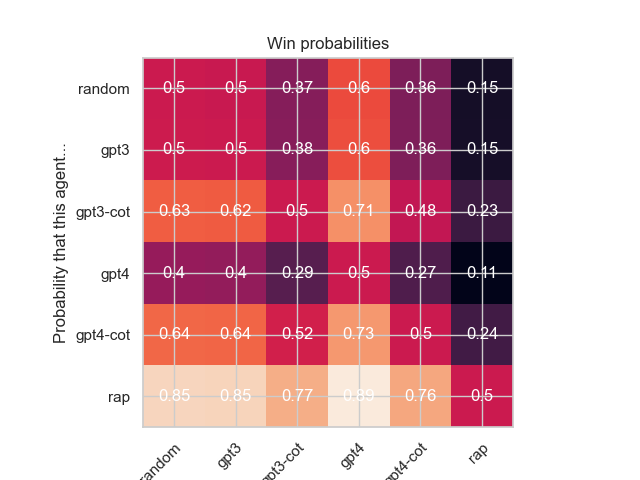 Win probabilities
Probability that this agent...
random 0.5 0.5 0.37 0.6 0.36 0.15
gpt3 0.5 0.5 0.38 0.6 0.36 0.15
gpt3-cot 0.63 0.62 0.5 0.71 0.48 0.23
gpt4 0.4 0.4 0.29 0.5 0.27 0.11
gpt4-cot 0.64 0.64 0.52 0.73 0.5 0.24
rap 0.85 0.85 0.77 0.89 0.76 0.5
random gpt3 gpt3-cot gpt4 gpt4-cot rap